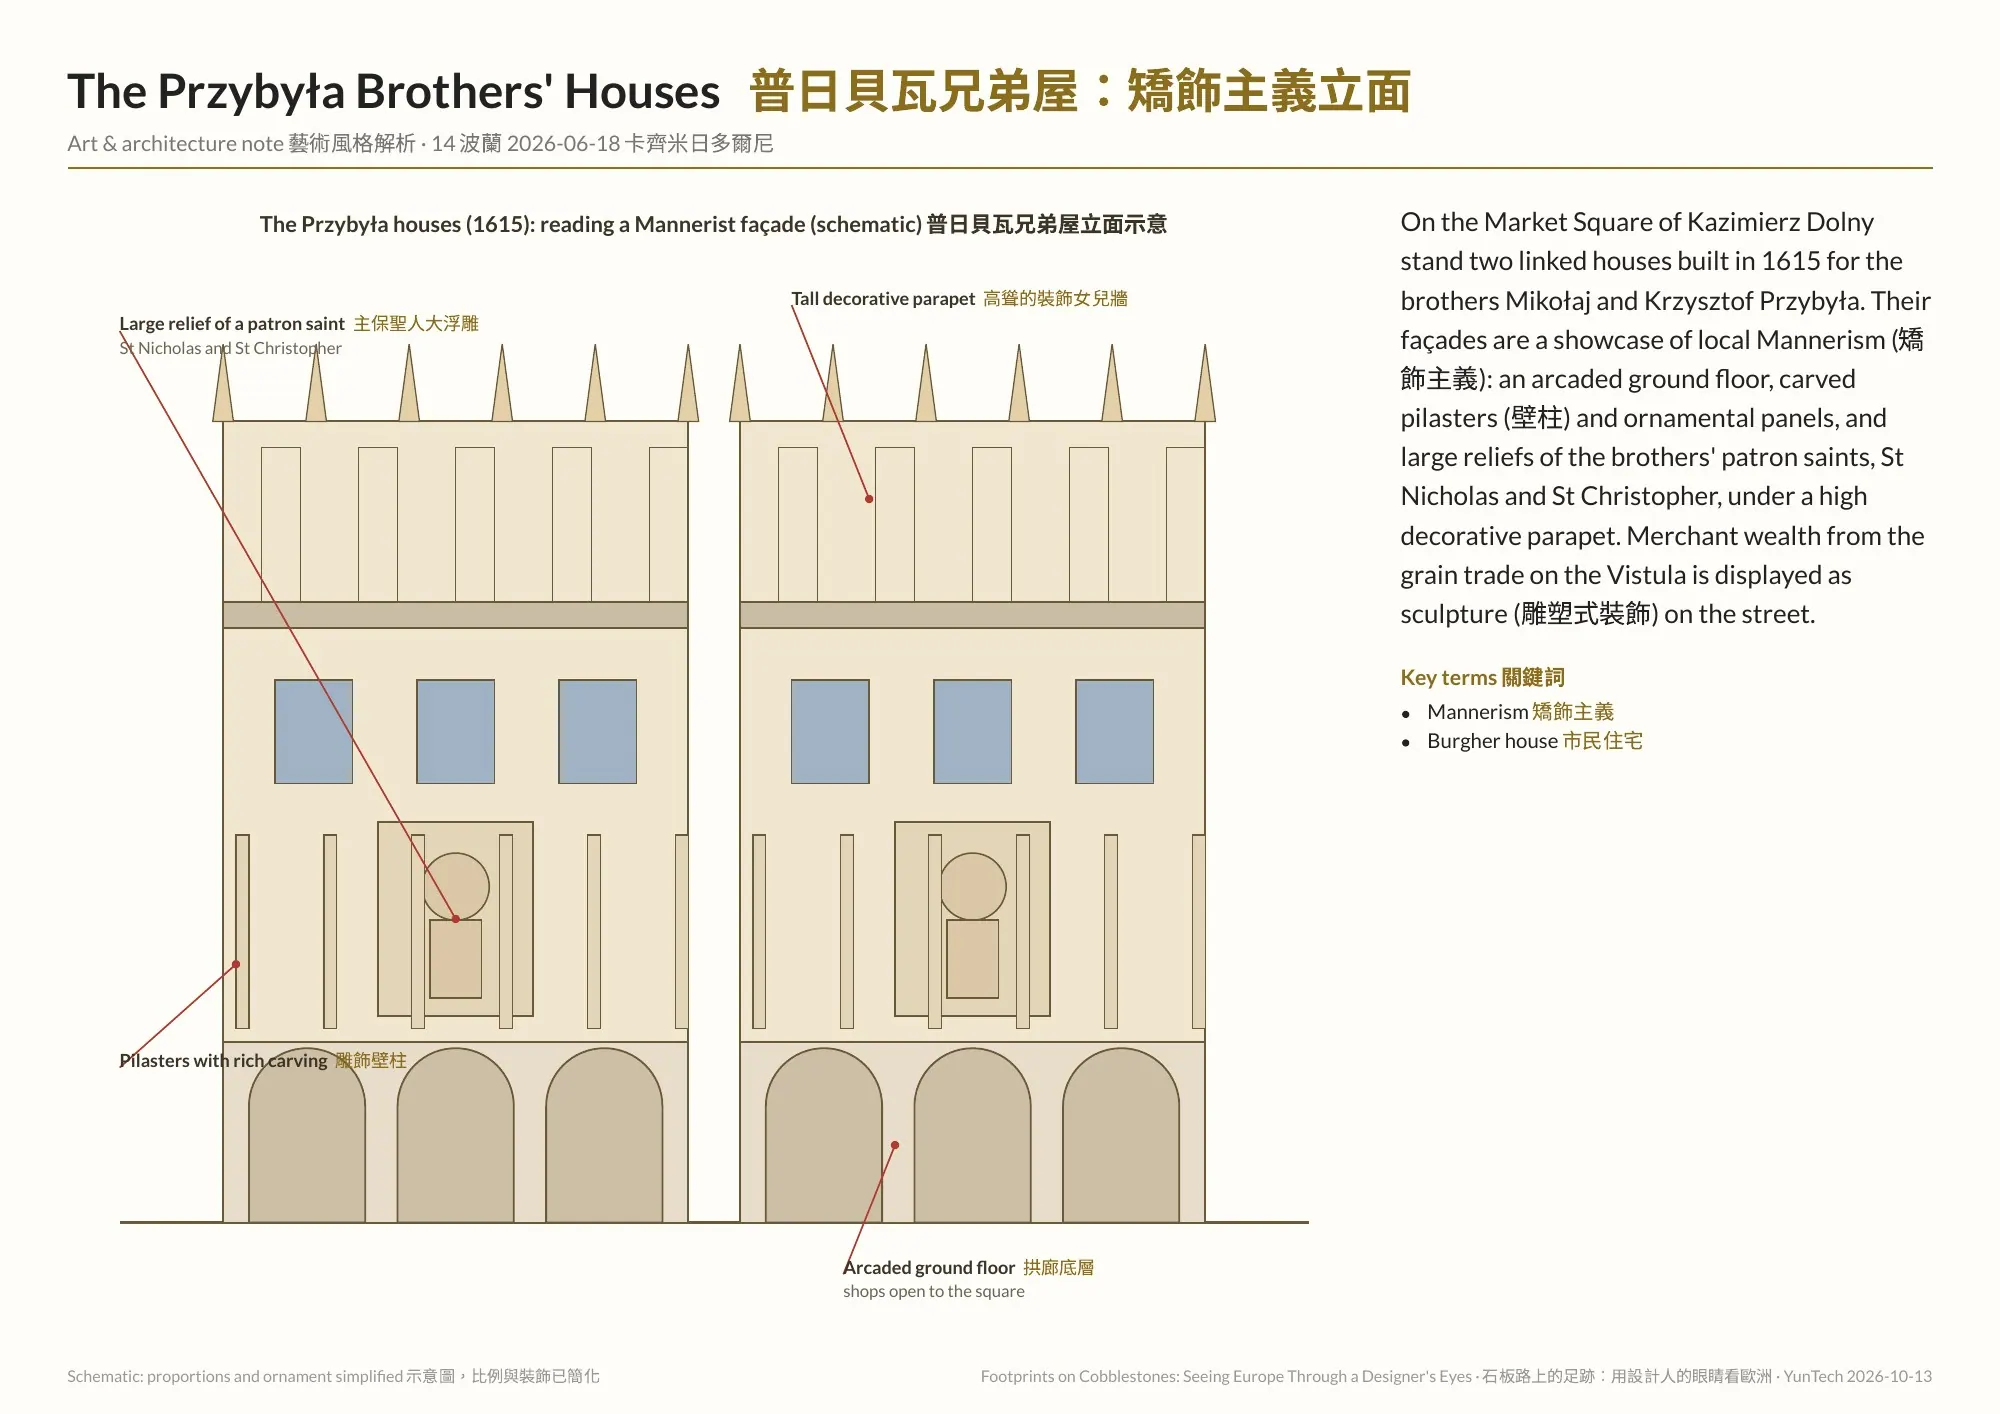 The Przybyła Brothers' Houses 普日貝瓦兄弟屋：矯飾主義立面
Art & architecture note 藝術風格解析 · 14 波蘭 2026-06-18 卡齊米日多爾尼
The Przybyła houses (1615): reading a Mannerist façade (schematic) 普日貝瓦兄弟屋立面示意
Tall decorative parapet 高聳的裝飾女兒牆
Large relief of a patron saint 主保聖人大浮雕
St Nicholas and St Christopher
Pilasters with rich carving 雕飾壁柱
Arcaded ground floor 拱廊底層
shops open to the square
On the Market Square of Kazimierz Dolny
stand two linked houses built in 1615 for the
brothers Mikołaj and Krzysztof Przybyła. Their
façades are a showcase of local Mannerism (矯
飾主義): an arcaded ground floor, carved
pilasters (壁柱) and ornamental panels, and
large reliefs of the brothers' patron saints, St
Nicholas and St Christopher, under a high
decorative parapet. Merchant wealth from the
grain trade on the Vistula is displayed as
sculpture (雕塑式裝飾) on the street.
Key terms 關鍵詞
• Mannerism 矯飾主義
• Burgher house 市民住宅
Schematic: proportions and ornament simplified 示意圖，比例與裝飾已簡化
Footprints on Cobblestones: Seeing Europe Through a Designer's Eyes · 石板路上的足跡：用設計人的眼睛看歐洲 · YunTech 2026-10-13